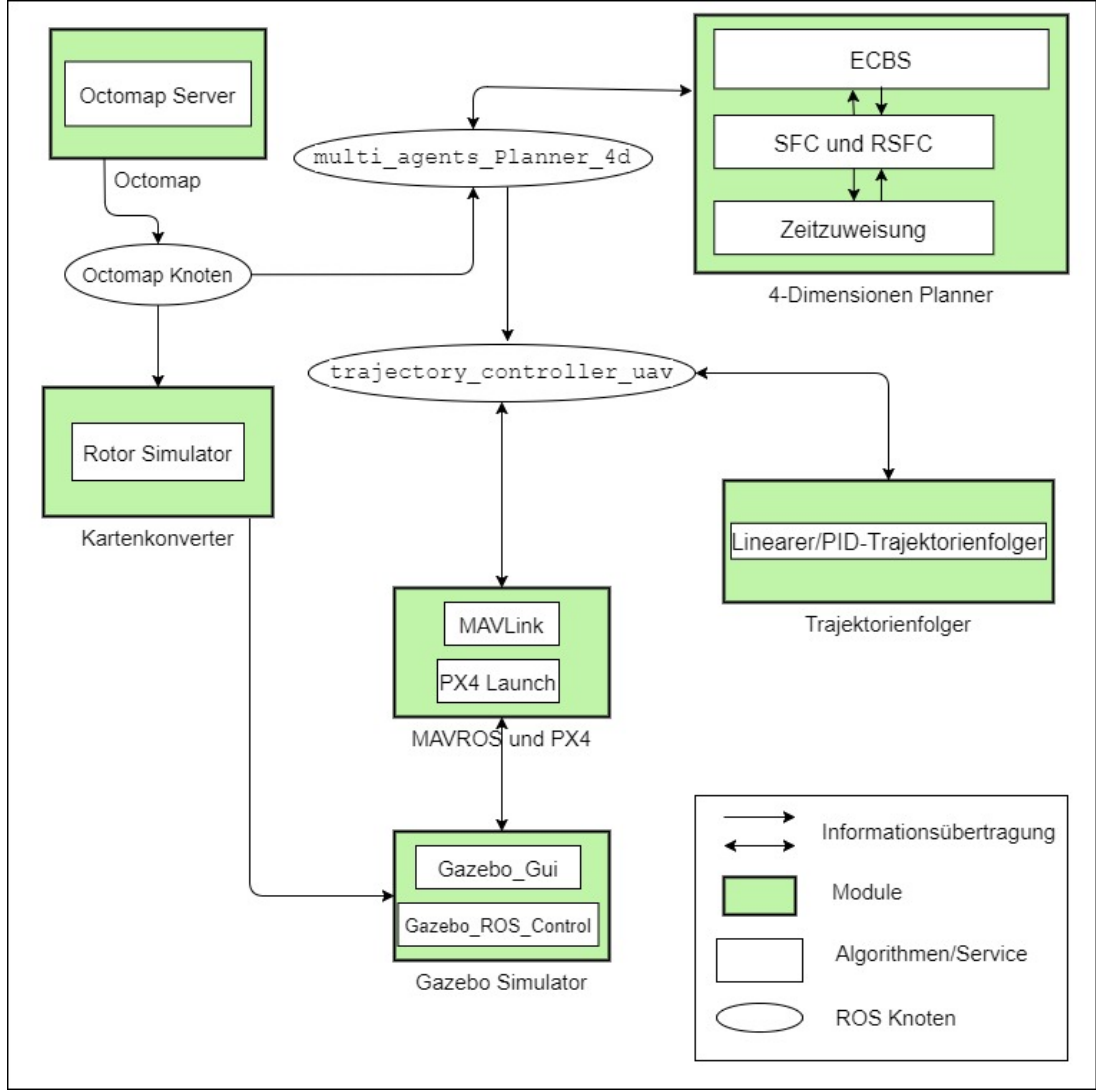 Octomap Server
Octomap
Octomap Knoten
multi_agents_Planner_4d
ECBS
SFC und RSFC
Zeitzuweisung
4-Dimensionen Planner
trajectory_controller_uav
Rotor Simulator
Kartenkonverter
Linearer/PID-Trajektorienfolger
Trajektorienfolger
MAVLink
PX4 Launch
MAVROS und PX4
Gazebo_Gui
Gazebo_ROS_Control
Gazebo Simulator
Informationsübertragung
Module
Algorithmen/Service
ROS Knoten